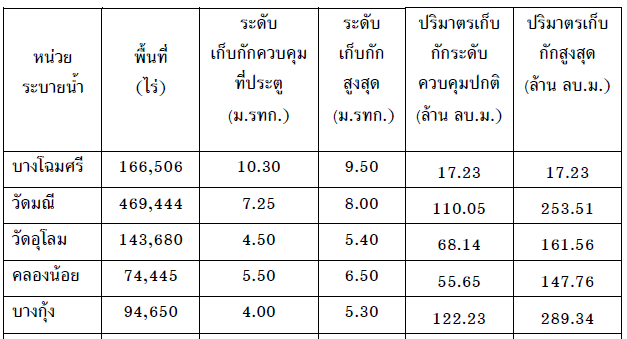 หน่วยระบายน้ำ พื้นที่ (ไร่) ระดับเก็บกักควบคุมที่ประตู (ม.รทก.) ระดับเก็บกักสูงสุด (ม.รทก.) ปริมาตรเก็บกักระดับควบคุมปกติ (ล้าน ลบ.ม.) ปริมาตรเก็บกักสูงสุด (ล้าน ลบ.ม.)
บางโฉมศรี 166,506 10.30 9.50 17.23 17.23
วัดมณี 469,444 7.25 8.00 110.05 253.51
วัดอุโลม 143,680 4.50 5.40 68.14 161.56
คลองน้อย 74,445 5.50 6.50 55.65 147.76
บางกุ้ง 94,650 4.00 5.30 122.23 289.34